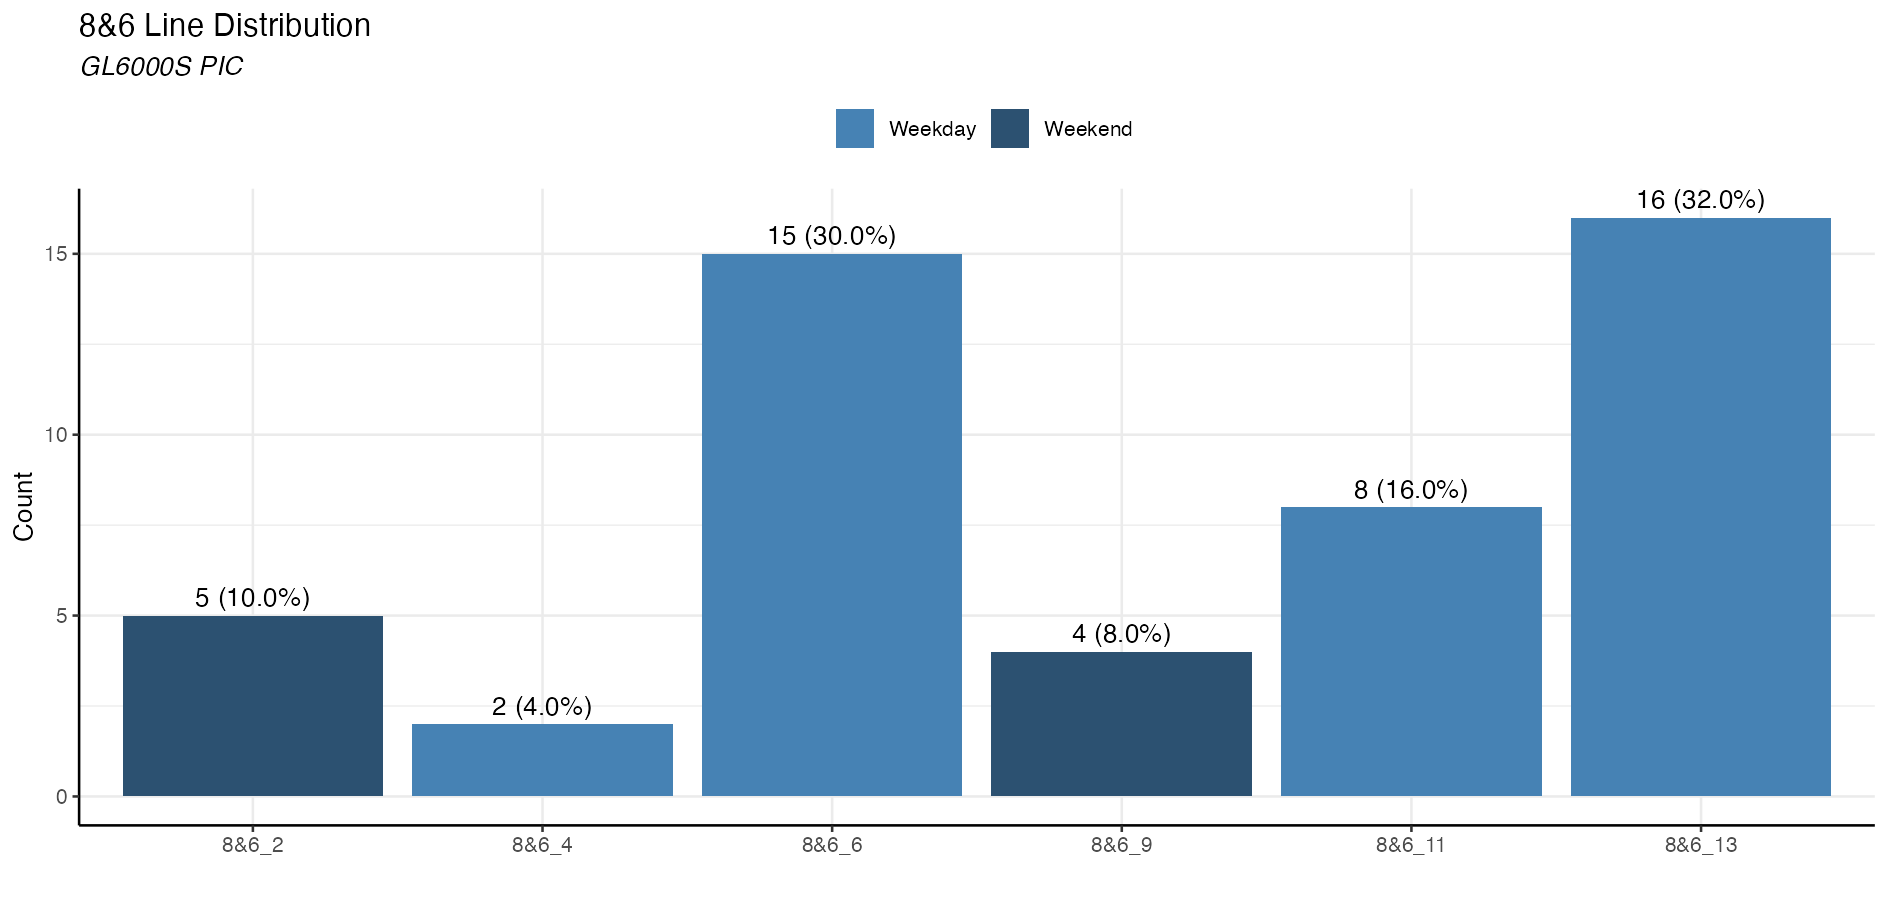 8&6 Line Distribution
GL6000S PIC
Weekday Weekend
16 (32.0%)
15 (30.0%)
15
10
8 (16.0%)
Count
5 (10.0%)
5
4 (8.0%)
2 (4.0%)
0
8&6_2 8&6_4 8&6_6 8&6_9 8&6_11 8&6_13